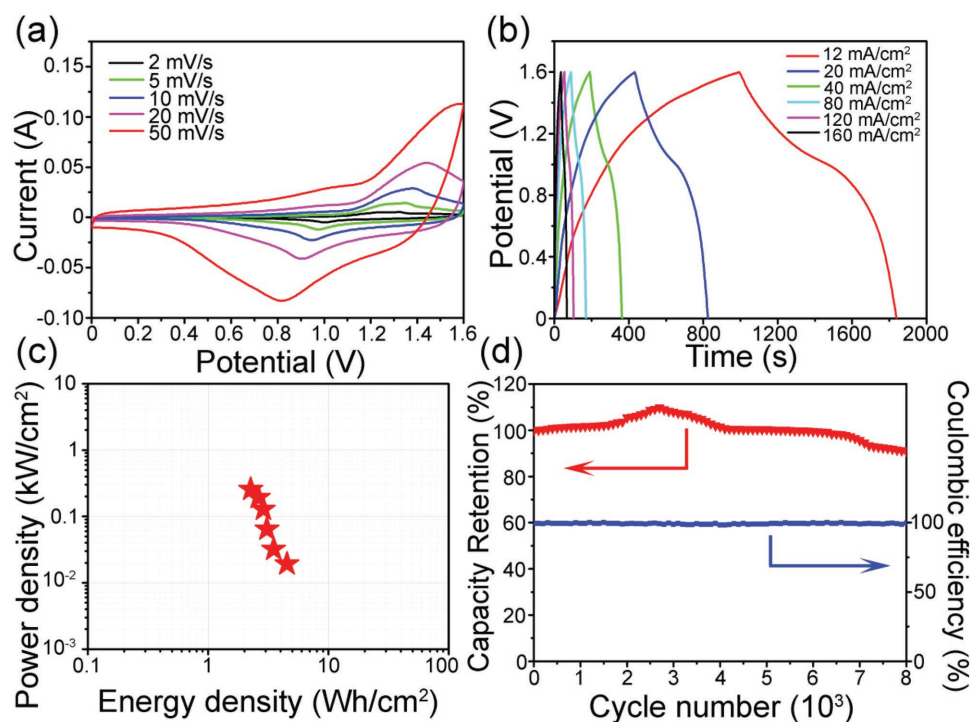 (a)
0.15
0.10
0.05
0
-0.05
-0.10
Current (A)
2 mV/s
5 mV/s
10 mV/s
20 mV/s
50 mV/s
0 0.2 0.4 0.6 0.8 1.0 1.2 1.4 1.6
Potential (V)
(b)
1.6
1.2
0.8
0.4
0
Potential (V)
12 mA/cm²
20 mA/cm²
40 mA/cm²
80 mA/cm²
120 mA/cm²
160 mA/cm²
0 400 800 1200 1600 2000
Time (s)
(c)
10
1
0.1
10⁻²
10⁻³
Power density (kW/cm²)
0.1 1 10 100
Energy density (Wh/cm²)
(d)
120
100
80
60
40
20
0
Capacity Retention (%)
100
50
0
Coulombic efficiency (%)
0 1 2 3 4 5 6 7 8
Cycle number (10³)